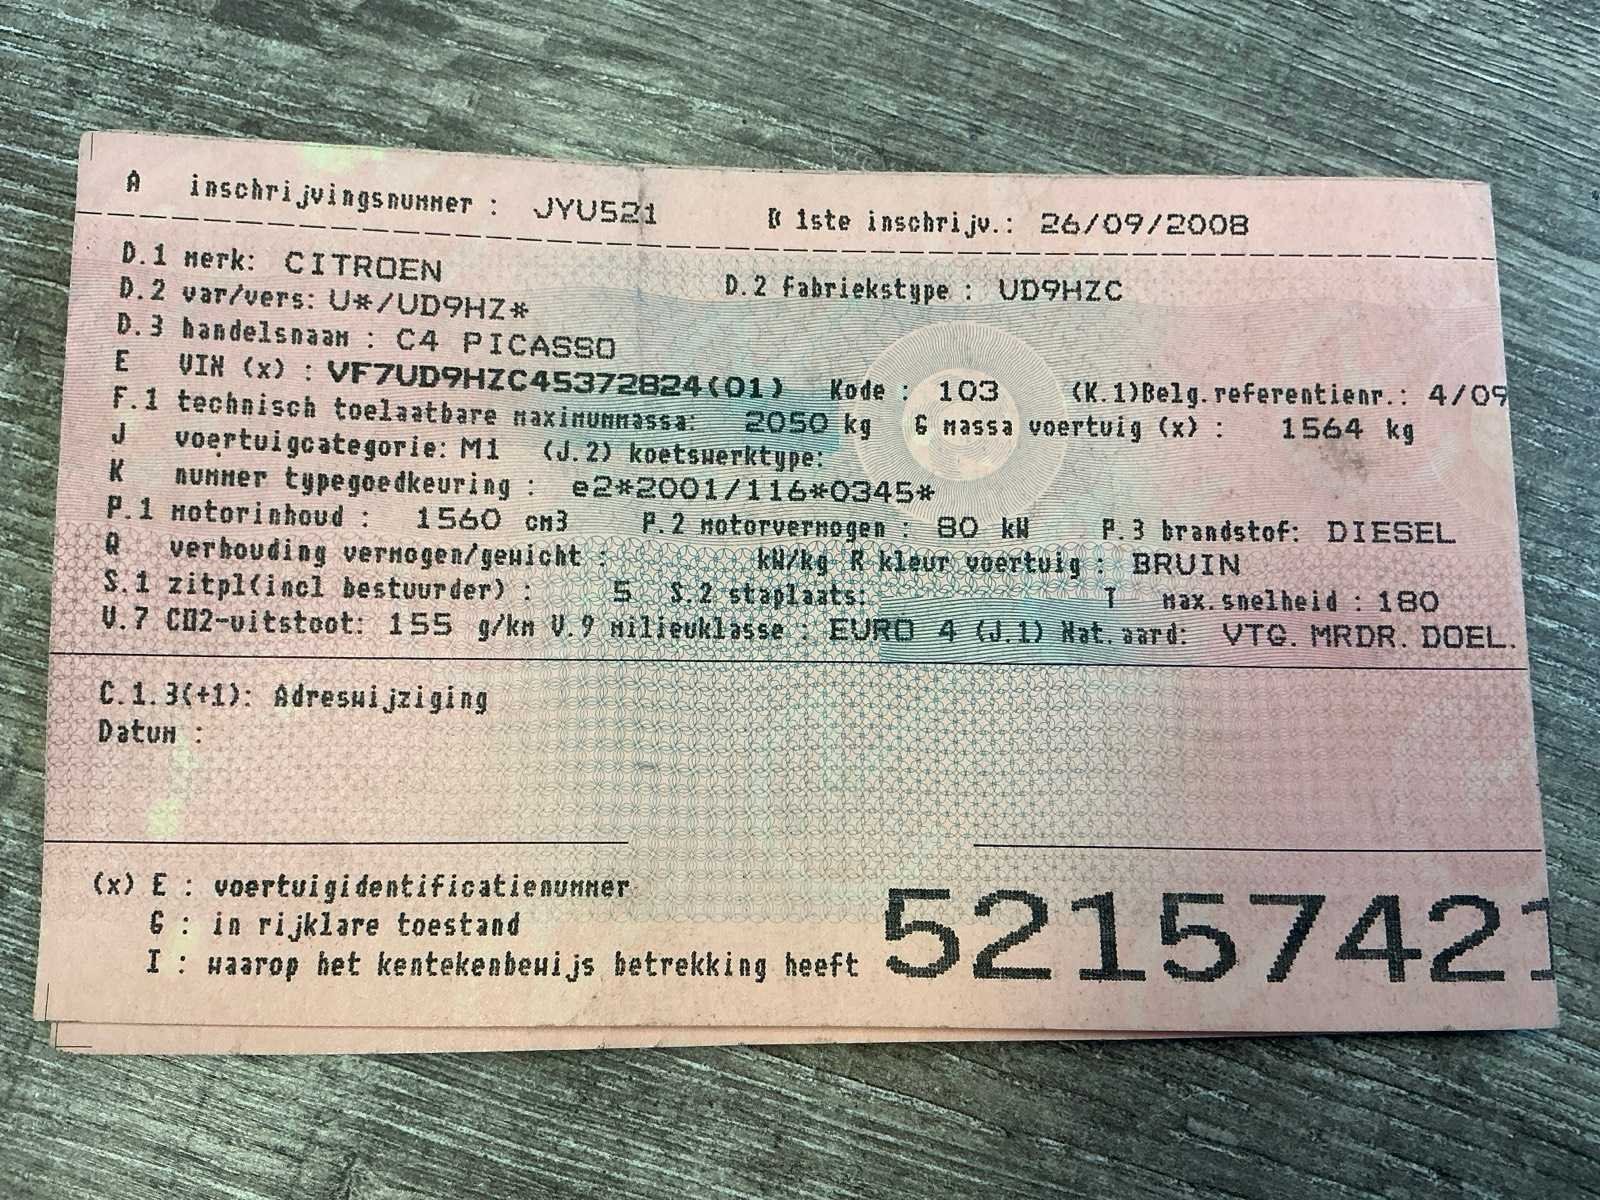 A inschrijvingsnummer : JYU521 B 1ste inschrijv.: 26/09/2008
D.1 merk: CITROEN
D.2 var/vers: U*/UD9HZ* D.2 fabriekstype : UD9HZC
D.3 handelsnaam : C4 PICASSO
E VIN (x) : VF7UD9HZC45372824(01) Kode : 103 (K.1)Belg.referentienr.: 4/09
F.1 technisch toelaatbare maximummassa: 2050 kg G massa voertuig (x) : 1564 kg
J voertuigcategorie: M1 (J.2) koetswerktype:
K nummer typegoedkeuring : e2*2001/116*0345*
P.1 motorinhoud : 1560 cm3 P.2 motorvermogen : 80 kW P.3 brandstof: DIESEL
Q verhouding vermogen/gewicht : kW/kg R kleur voertuig : BRUIN
S.1 zitpl(incl bestuurder) : 5 S.2 staplaats: T max.snelheid : 180
V.7 CO2-uitstoot: 155 g/km V.9 milieuklasse : EURO 4 (J.1) Nat.aard: VTG. MRDR. DOEL.
C.1.3(+1): Adreswijziging
Datum :
(x) E : voertuigidentificatienummer
G : in rijklare toestand
I : waarop het kentekenbewijs betrekking heeft
52157421